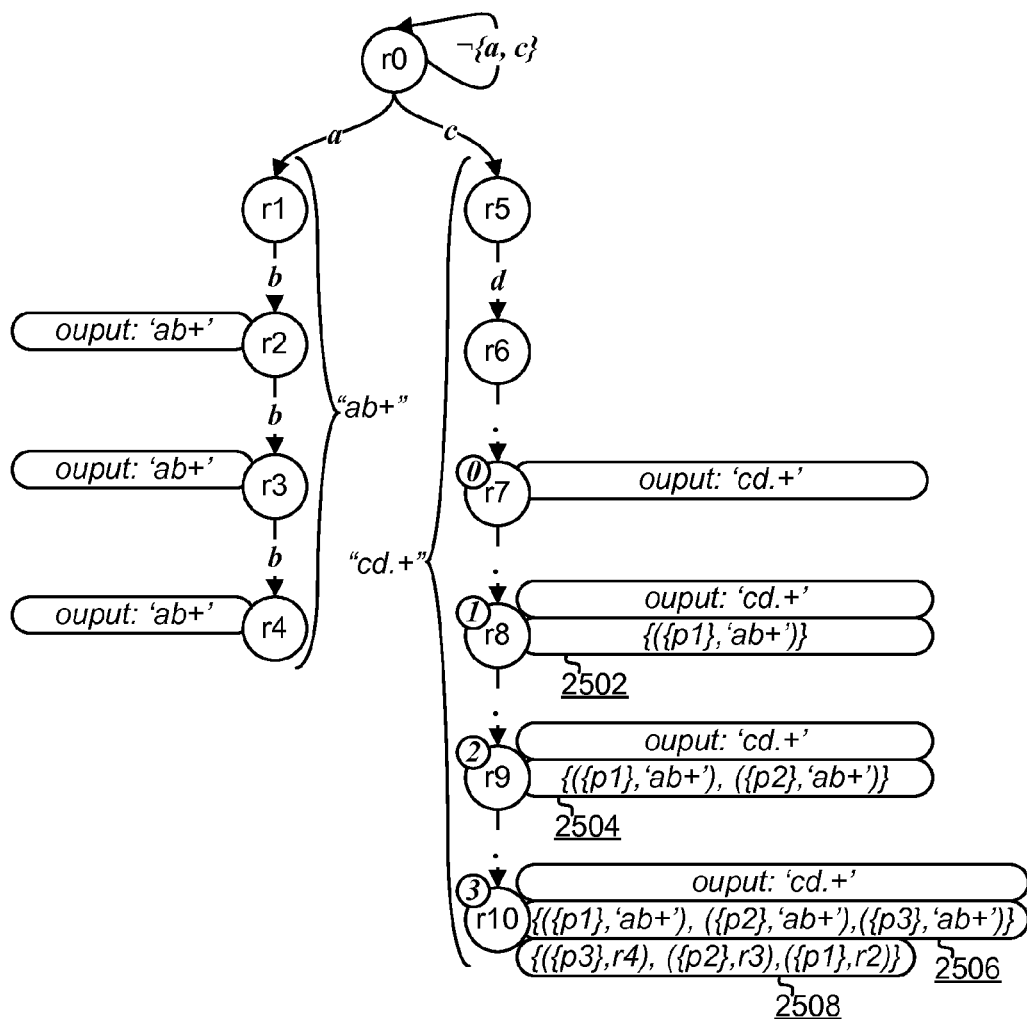 r0
¬{a, c}
a
c
r1
r5
b
d
ouput: ‘ab+’
r2
r6
“ab+”
b
.
ouput: ‘ab+’
r3
0
r7
ouput: ‘cd.+’
b
.
“cd.+”
ouput: ‘ab+’
r4
1
r8
ouput: ‘cd.+’
{({p1},‘ab+’)}
2502
.
2
r9
ouput: ‘cd.+’
{({p1},‘ab+’), ({p2},‘ab+’)}
2504
.
3
r10
ouput: ‘cd.+’
{({p1},‘ab+’), ({p2},‘ab+’),({p3},‘ab+’)}
2506
{({p3},r4), ({p2},r3),({p1},r2)}
2508